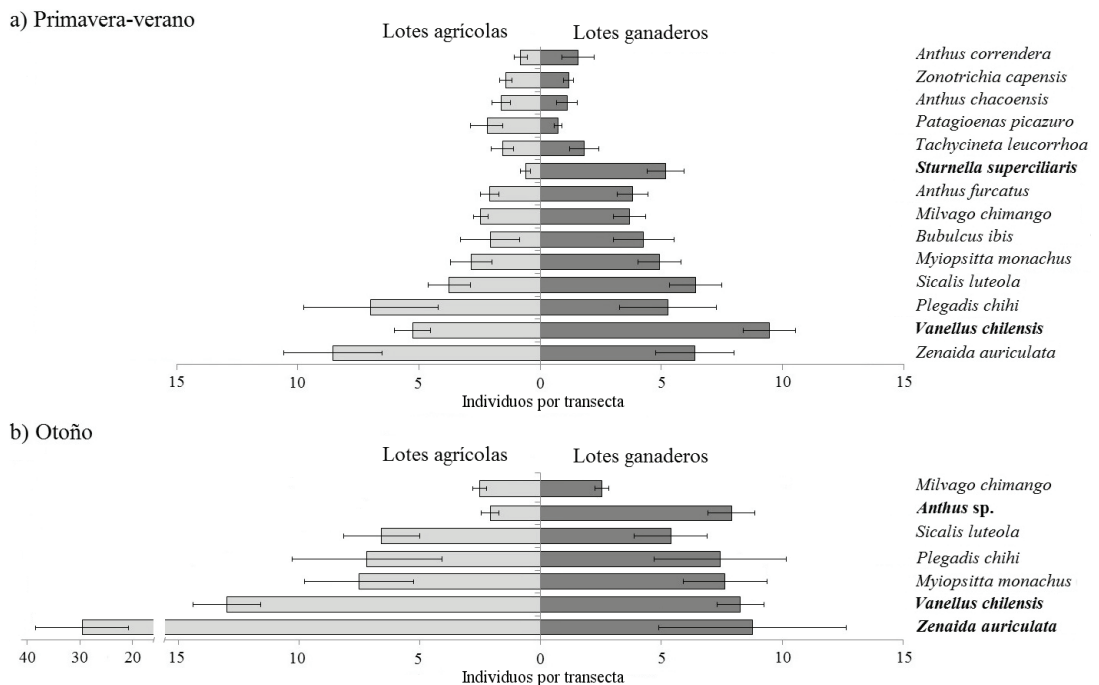 a) Primavera-verano
Lotes agrícolas
Lotes ganaderos
Anthus correndera
Zonotrichia capensis
Anthus chacoensis
Patagioenas picazuro
Tachycineta leucorrhoa
Sturnella superciliaris
Anthus furcatus
Milvago chimango
Bubulcus ibis
Myiopsitta monachus
Sicalis luteola
Plegadis chihi
Vanellus chilensis
Zenaida auriculata
15 10 5 0 5 10 15
Individuos por transecta
b) Otoño
Lotes agrícolas
Lotes ganaderos
Milvago chimango
Anthus sp.
Sicalis luteola
Plegadis chihi
Myiopsitta monachus
Vanellus chilensis
Zenaida auriculata
40 30 20 15 10 5 0 5 10 15
Individuos por transecta